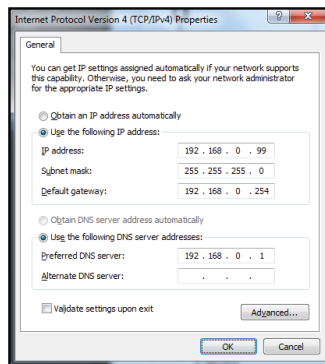 Internet Protocol Version 4 (TCP/IPv4) Properties
General
You can get IP settings assigned automatically if your network supports
this capability. Otherwise, you need to ask your network administrator
for the appropriate IP settings.
Obtain an IP address automatically
Use the following IP address:
IP address: 192 . 168 . 0 . 99
Subnet mask: 255 . 255 . 255 . 0
Default gateway: 192 . 168 . 0 . 254
Obtain DNS server address automatically
Use the following DNS server addresses:
Preferred DNS server: 192 . 168 . 0 . 1
Alternate DNS server: . . .
Validate settings upon exit
Advanced...
OK Cancel